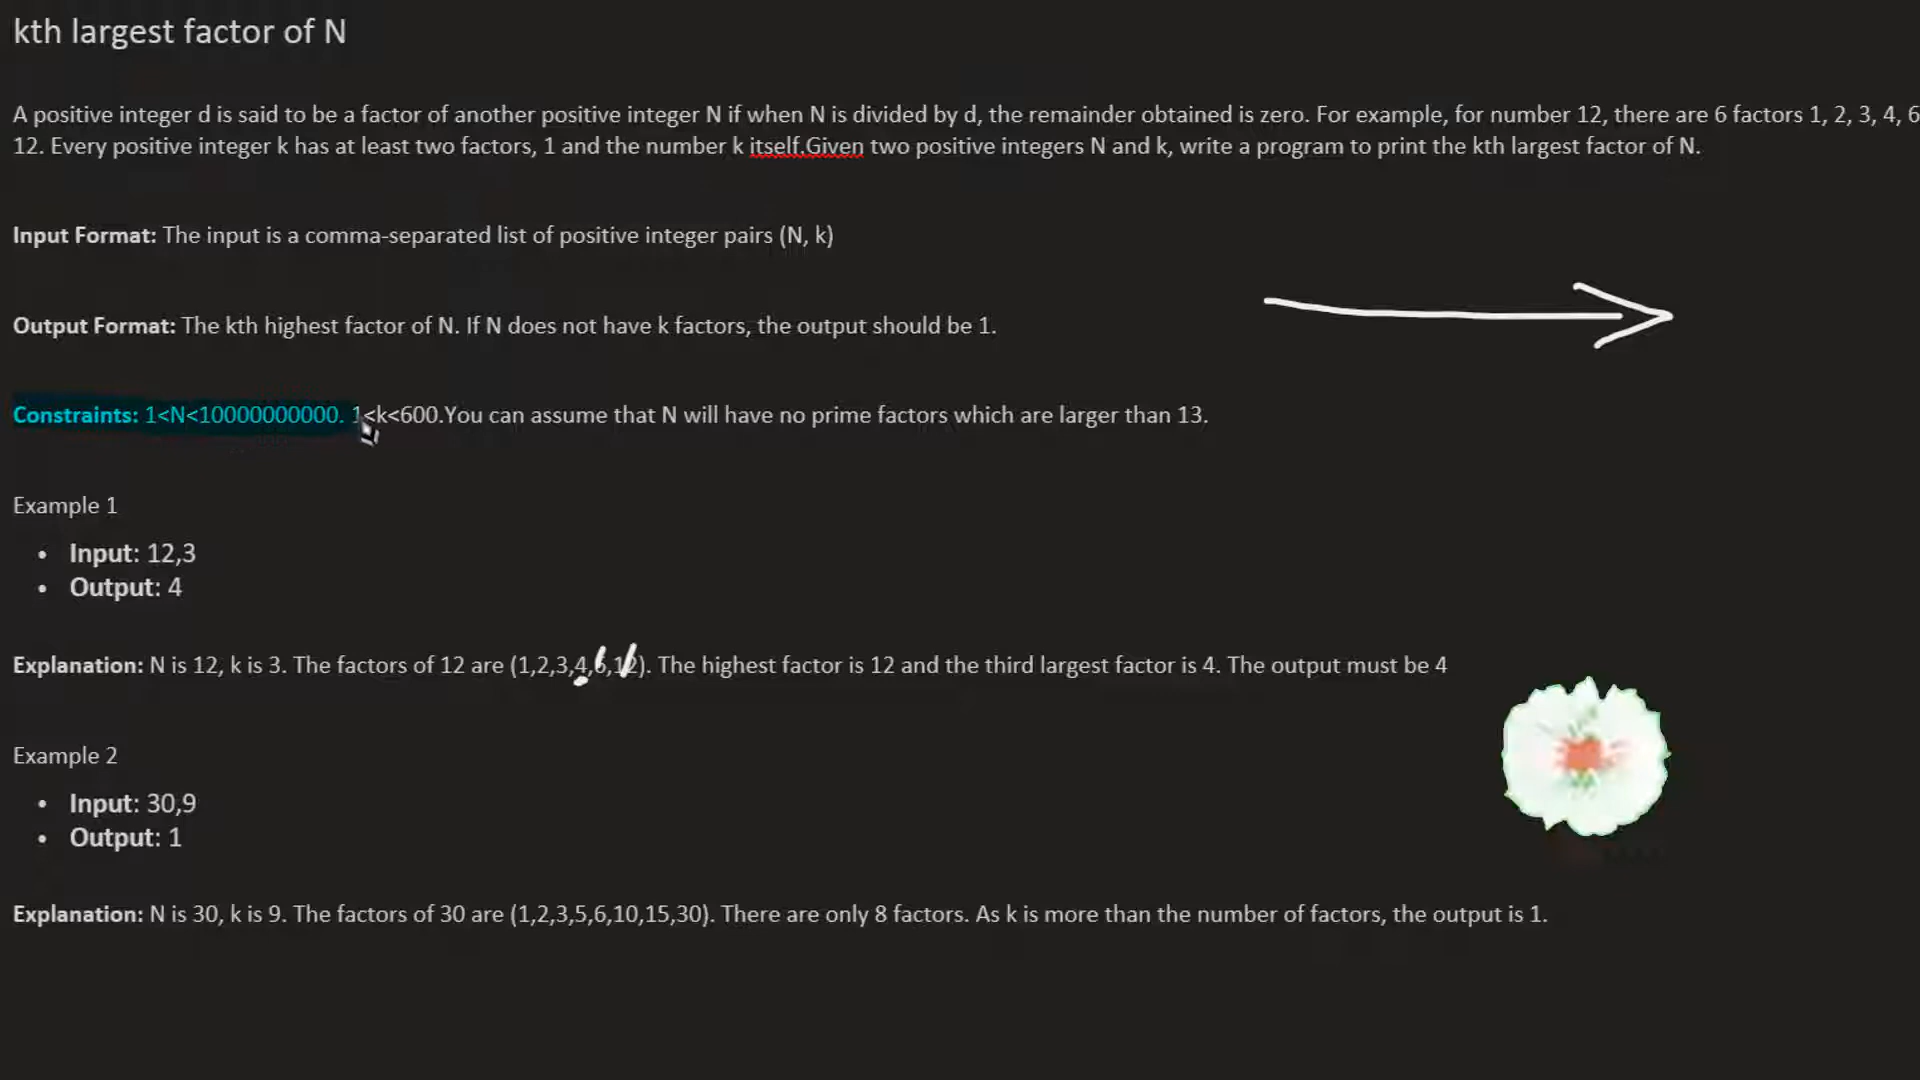 kth largest factor of N
A positive integer d is said to be a factor of another positive integer N if when N is divided by d, the remainder obtained is zero. For example, for number 12, there are 6 factors 1, 2, 3, 4, 6
12. Every positive integer k has at least two factors, 1 and the number k itself.Given two positive integers N and k, write a program to print the kth largest factor of N.
Input Format: The input is a comma-separated list of positive integer pairs (N, k)
Output Format: The kth highest factor of N. If N does not have k factors, the output should be 1.
Constraints: 1<N<10000000000. 1<k<600.You can assume that N will have no prime factors which are larger than 13.
Example 1
• Input: 12,3
• Output: 4
Explanation: N is 12, k is 3. The factors of 12 are (1,2,3,4,6,12). The highest factor is 12 and the third largest factor is 4. The output must be 4
Example 2
• Input: 30,9
• Output: 1
Explanation: N is 30, k is 9. The factors of 30 are (1,2,3,5,6,10,15,30). There are only 8 factors. As k is more than the number of factors, the output is 1.